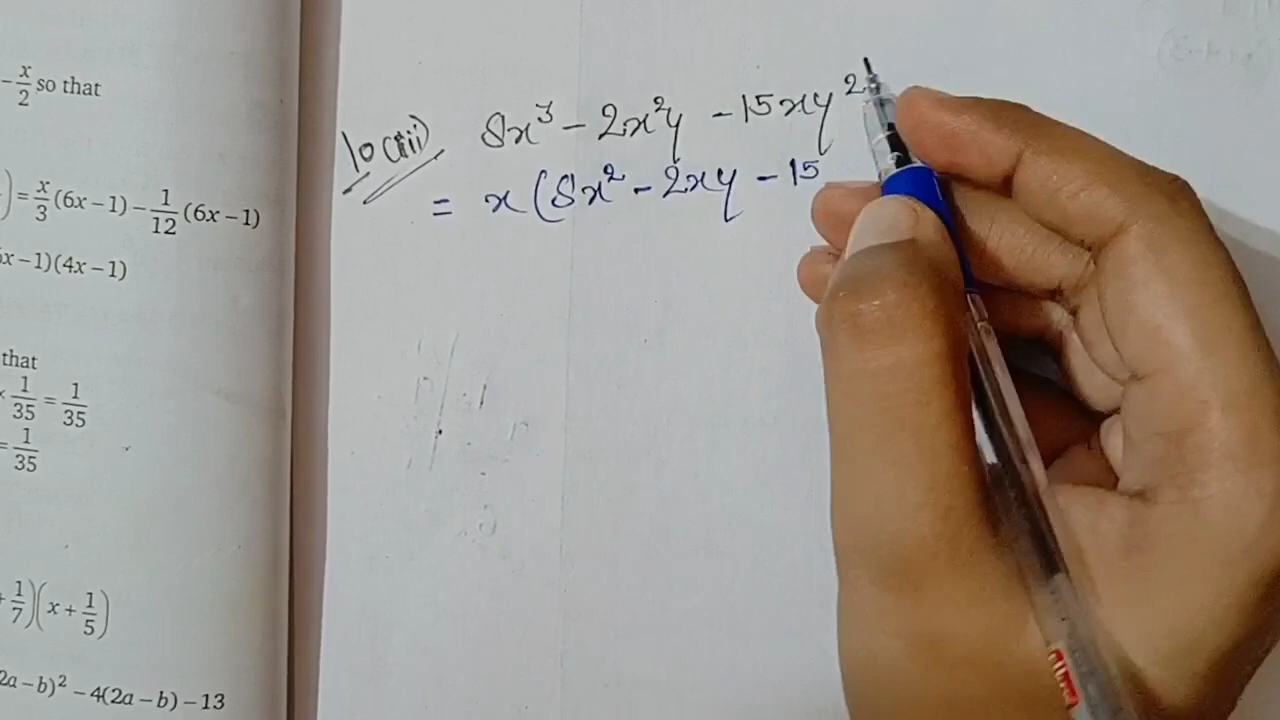 - x/2 so that
) = x/3 (6x – 1) – 1/12 (6x – 1)
x – 1)(4x – 1)
that
× 1/35 = 1/35
= 1/35
+ 1/7)(x + 1/5)
2a – b)² – 4(2a – b) – 13
10(iii) 8x³ – 2x²y – 15xy²
= x(8x² – 2xy – 15